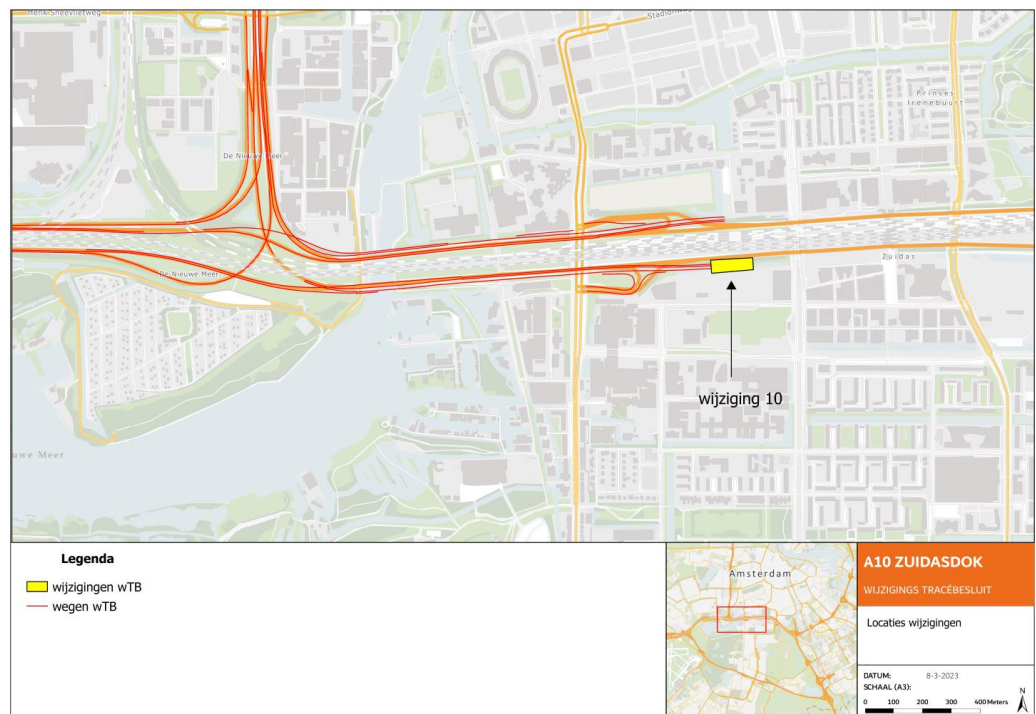 Henk Sneevlietweg
Stadionweg
Prinses
Irenebuurt
De Nieuwe Meer
De Nieuwe Meer
Zuidas
wijziging 10
uwe Meer
Legenda
wijzigingen wTB
wegen wTB
Amsterdam
A10 ZUIDASDOK
WIJZIGINGS TRACÉBESLUIT
Locaties wijzigingen
DATUM: 8-3-2023
SCHAAL (A3):
0 100 200 300 400 Meters
N